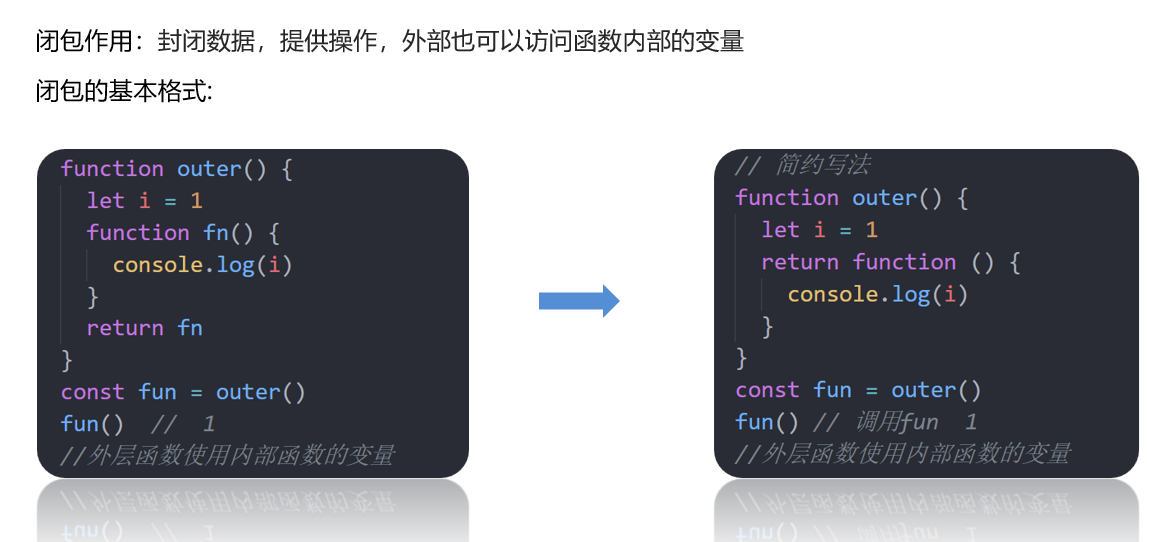 闭包作用：封闭数据，提供操作，外部也可以访问函数内部的变量
闭包的基本格式:
function outer() {
  let i = 1
  function fn() {
    console.log(i)
  }
  return fn
}
const fun = outer()
fun()  //  1
//外层函数使用内部函数的变量
// 简约写法
function outer() {
  let i = 1
  return function () {
    console.log(i)
  }
}
const fun = outer()
fun() // 调用fun  1
//外层函数使用内部函数的变量